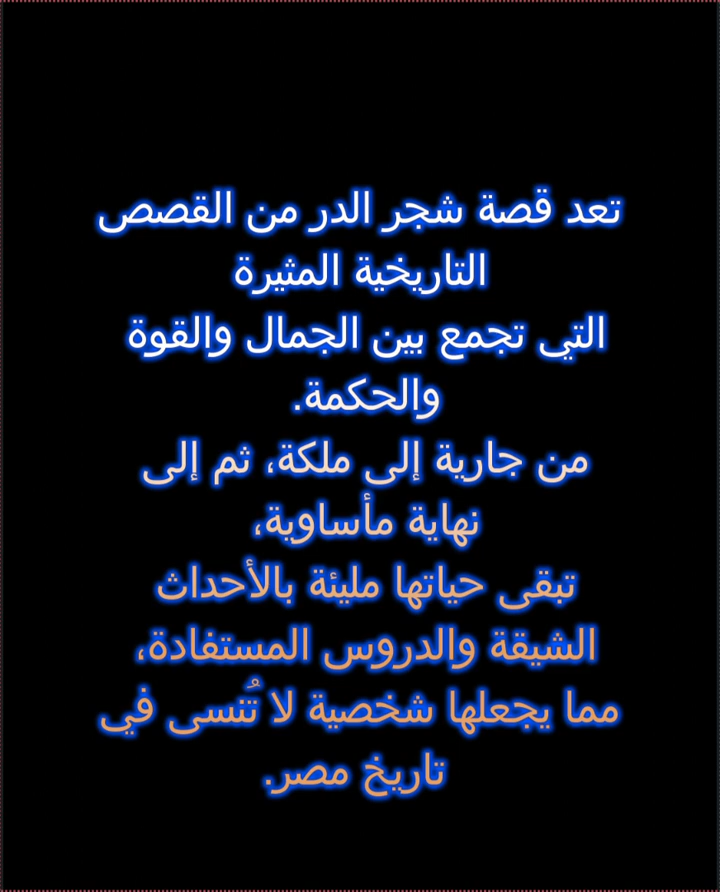 تعد قصة شجر الدر من القصص
التاريخية المثيرة
التي تجمع بين الجمال والقوة
والحكمة.
من جارية إلى ملكة، ثم إلى
نهاية مأساوية،
تبقى حياتها مليئة بالأحداث
الشيقة والدروس المستفادة،
مما يجعلها شخصية لا تُنسى في
تاريخ مصر.